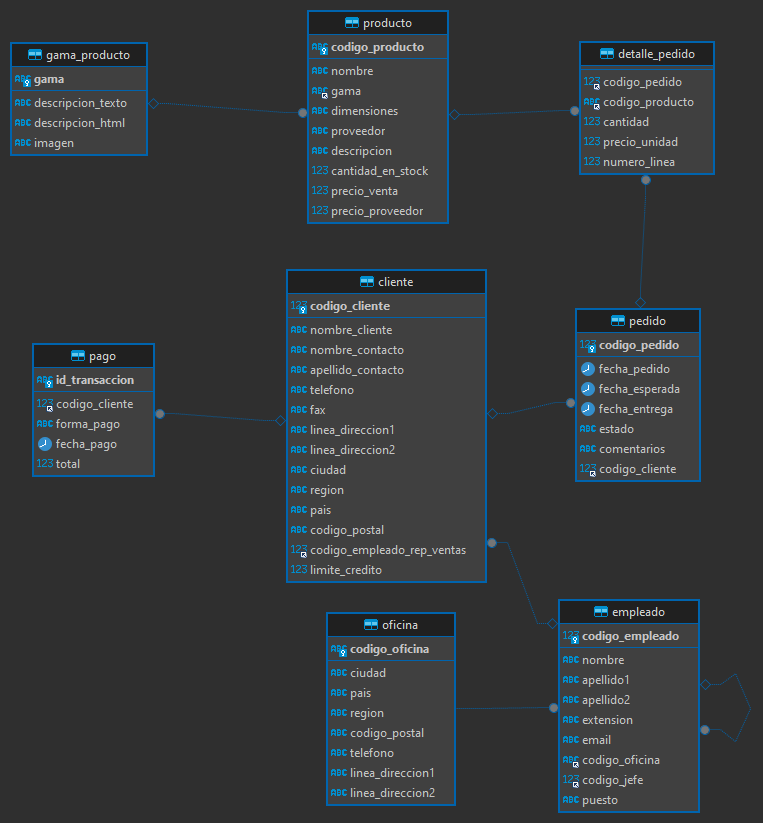 gama_producto
ABC gama
ABC descripcion_texto
ABC descripcion_html
ABC imagen
producto
ABC codigo_producto
ABC nombre
ABC gama
ABC dimensiones
ABC proveedor
ABC descripcion
123 cantidad_en_stock
123 precio_venta
123 precio_proveedor
detalle_pedido
123 codigo_pedido
ABC codigo_producto
123 cantidad
123 precio_unidad
123 numero_linea
pago
ABC id_transaccion
123 codigo_cliente
ABC forma_pago
fecha_pago
123 total
cliente
123 codigo_cliente
ABC nombre_cliente
ABC nombre_contacto
ABC apellido_contacto
ABC telefono
ABC fax
ABC linea_direccion1
ABC linea_direccion2
ABC ciudad
ABC region
ABC pais
ABC codigo_postal
123 codigo_empleado_rep_ventas
123 limite_credito
pedido
123 codigo_pedido
fecha_pedido
fecha_esperada
fecha_entrega
ABC estado
ABC comentarios
123 codigo_cliente
oficina
ABC codigo_oficina
ABC ciudad
ABC pais
ABC region
ABC codigo_postal
ABC telefono
ABC linea_direccion1
ABC linea_direccion2
empleado
123 codigo_empleado
ABC nombre
ABC apellido1
ABC apellido2
ABC extension
ABC email
ABC codigo_oficina
123 codigo_jefe
ABC puesto